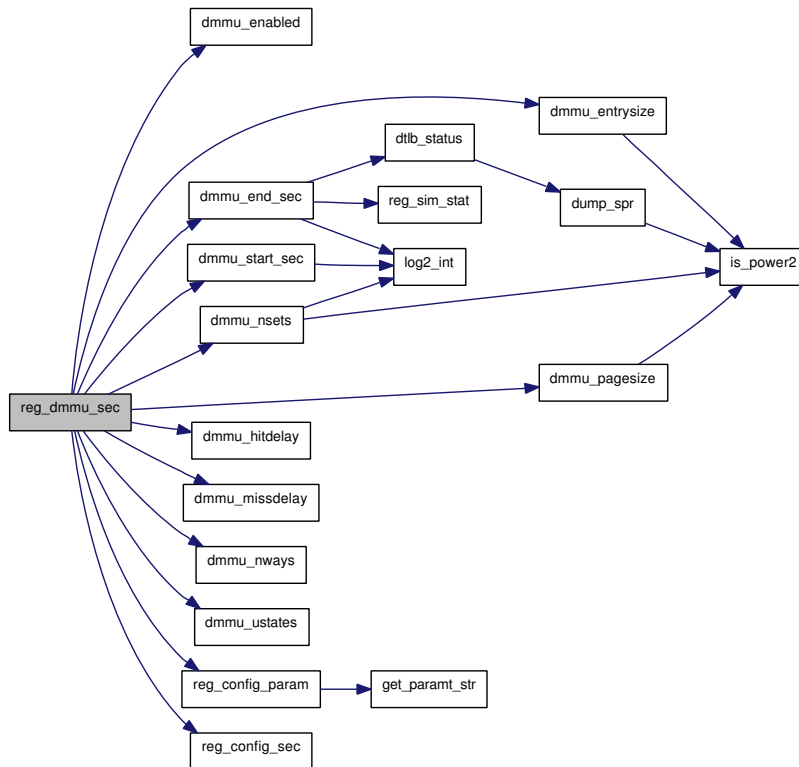 dmmu_enabled
dmmu_entrysize
dtlb_status
dmmu_end_sec
reg_sim_stat
dump_spr
dmmu_start_sec
log2_int
is_power2
dmmu_nsets
dmmu_pagesize
reg_dmmu_sec
dmmu_hitdelay
dmmu_missdelay
dmmu_nways
dmmu_ustates
reg_config_param
get_paramt_str
reg_config_sec